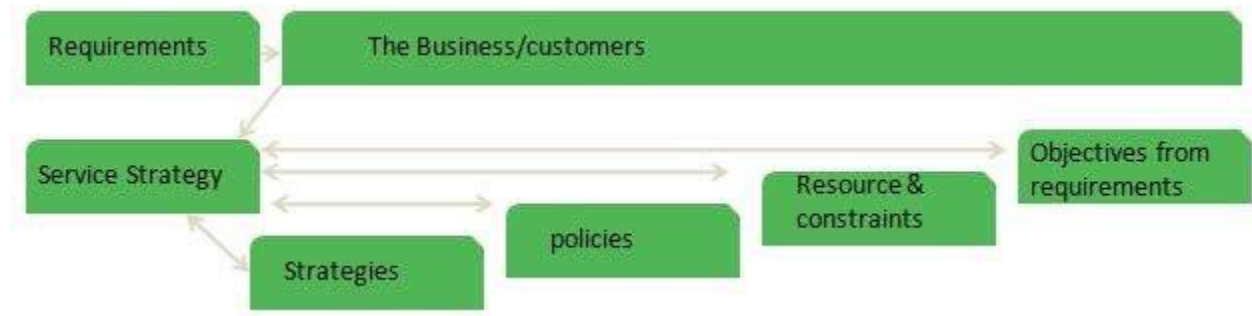 Requirements
The Business/customers
Service Strategy
Objectives from
requirements
Resource &
constraints
policies
Strategies